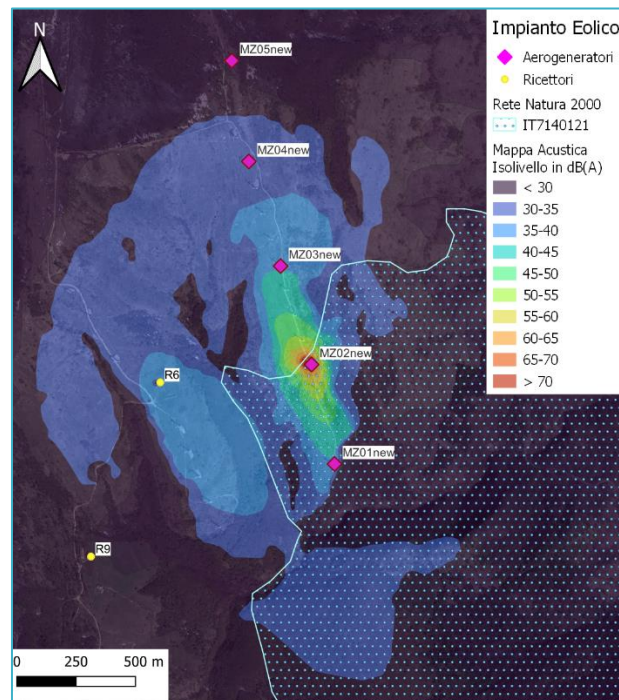 N
MZ05new
MZ04new
MZ03new
MZ02new
MZ01new
R6
R9
0 250 500 m
Impianto Eolico
Aerogeneratori
Ricettori
Rete Natura 2000
IT7140121
Mappa Acustica
Isolivello in dB(A)
< 30
30-35
35-40
40-45
45-50
50-55
55-60
60-65
65-70
> 70